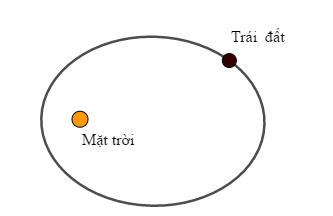 Trái đất
Mặt trời